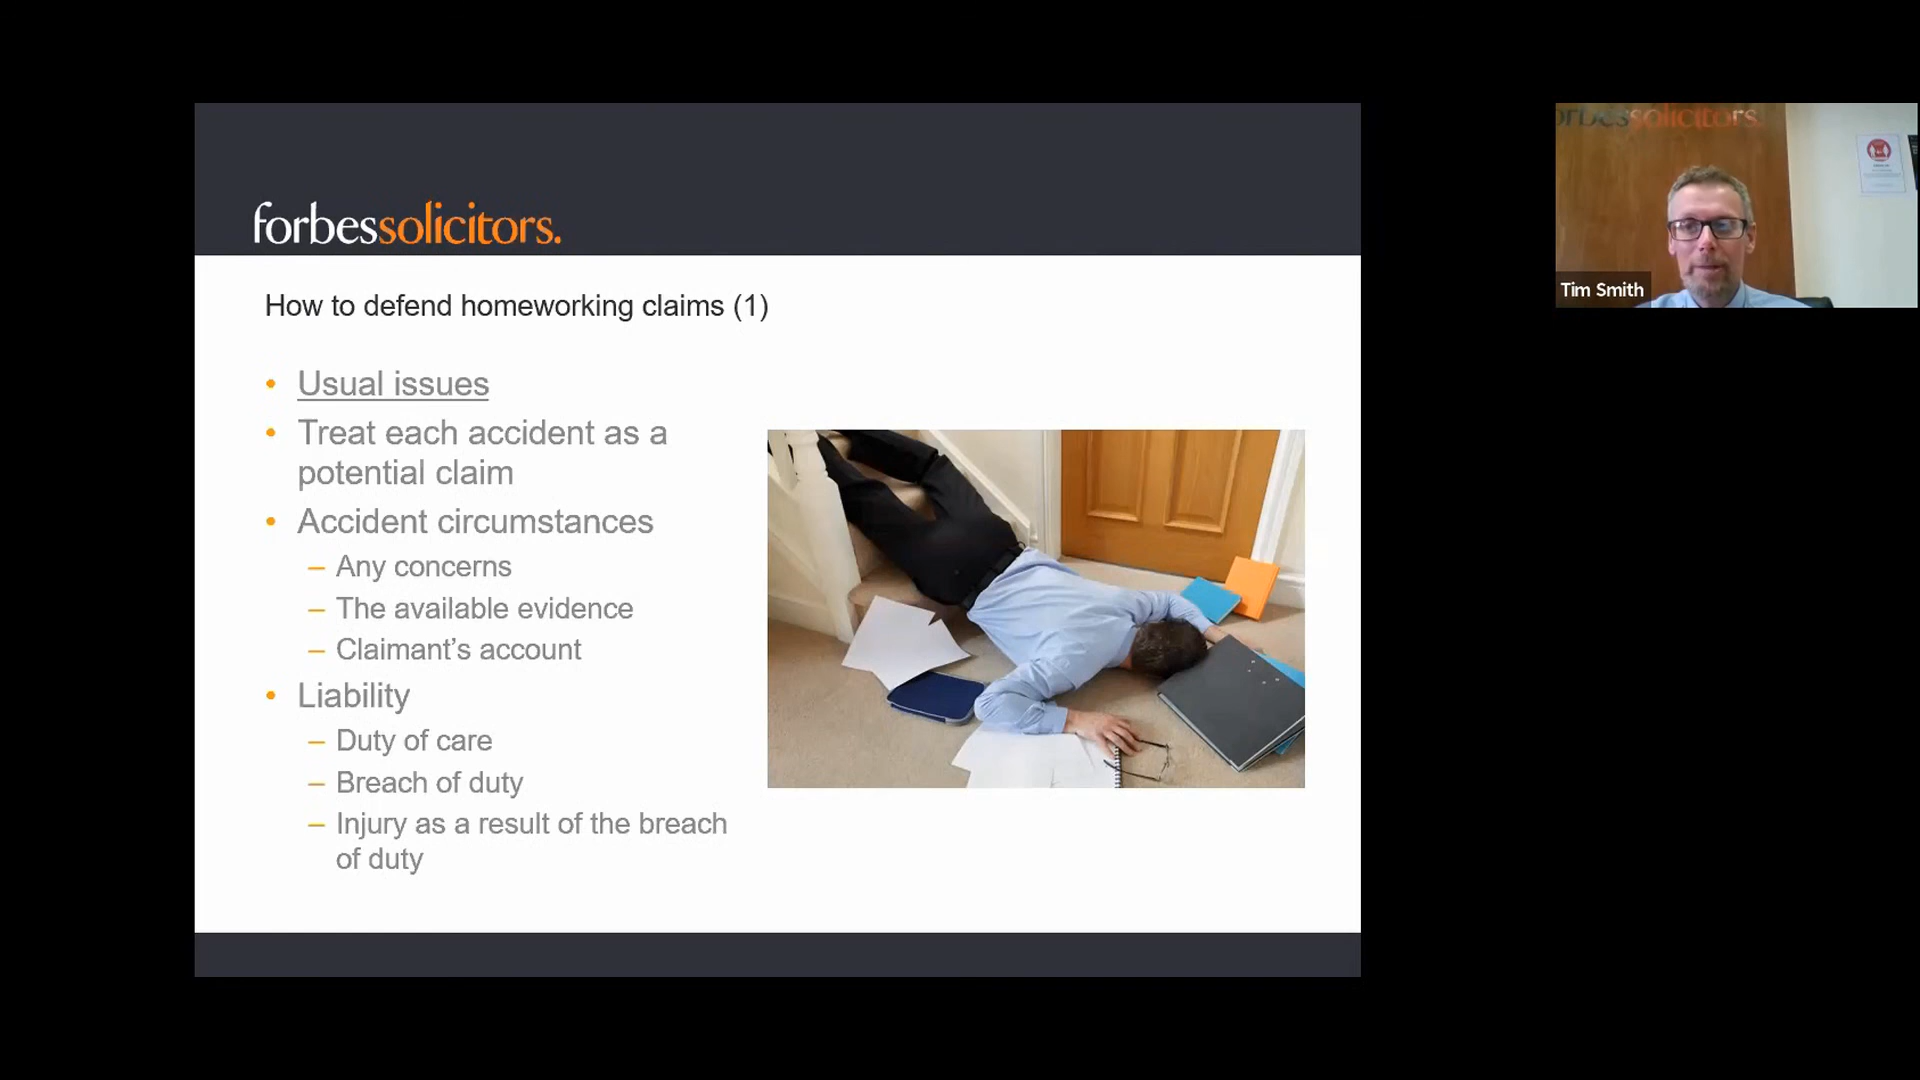 forbessolicitors.
How to defend homeworking claims (1)
• Usual issues
• Treat each accident as a
potential claim
• Accident circumstances
– Any concerns
– The available evidence
– Claimant's account
• Liability
– Duty of care
– Breach of duty
– Injury as a result of the breach
of duty
orbessolicitors.
Tim Smith